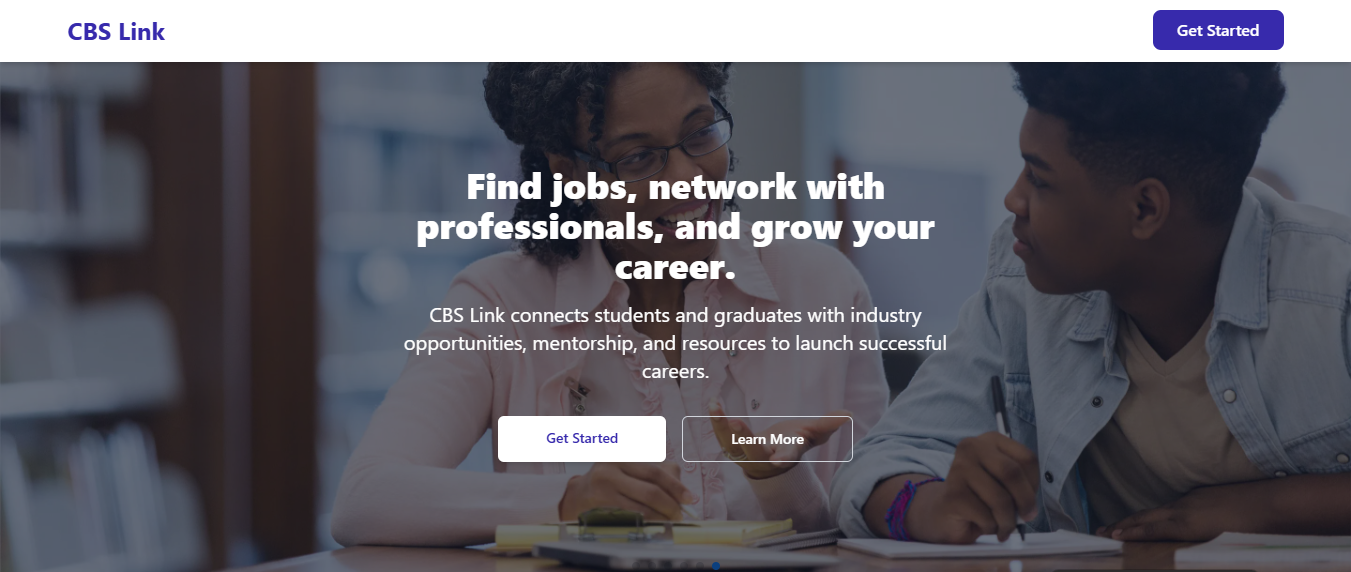 CBS Link
Get Started
Find jobs, network with
professionals, and grow your
career.
CBS Link connects students and graduates with industry
opportunities, mentorship, and resources to launch successful
careers.
Get Started
Learn More